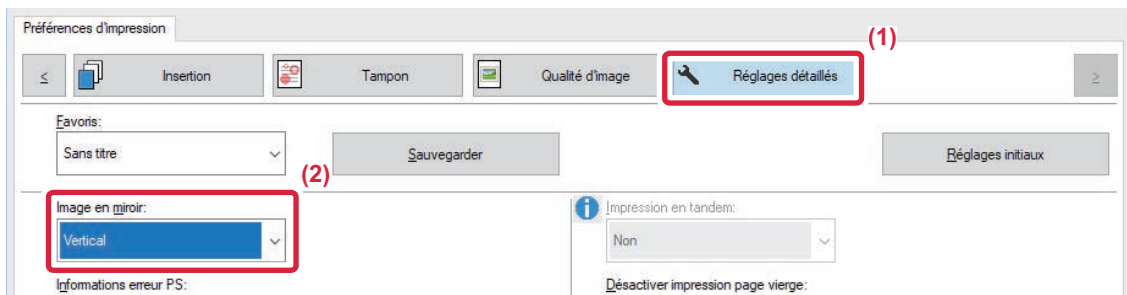 Préférences d'impression
(1)
<
Insertion
Tampon
Qualité d'image
Réglages détaillés
>
Favoris:
Sans titre
Sauvegarder
Réglages initiaux
(2)
Image en miroir:
Vertical
Impression en tandem:
Non
Informations erreur PS:
Désactiver impression page vierge: